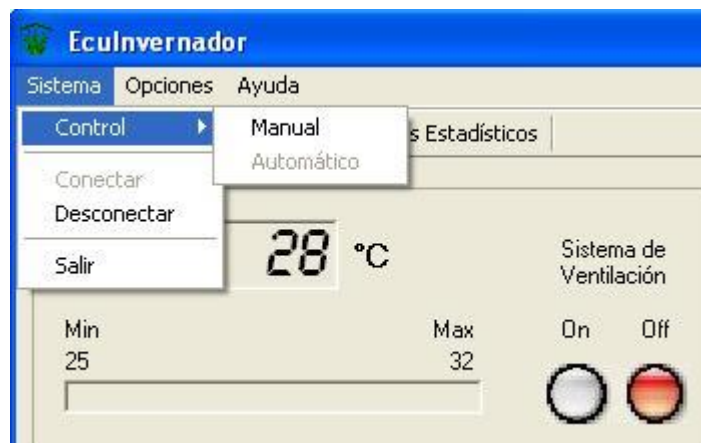 EcuInvernador
Sistema Opciones Ayuda
Control Manual
s Estadísticos
Automático
Conectar
Desconectar
Salir
28 °C
Sistema de
Ventilación
Min Max On Off
25 32